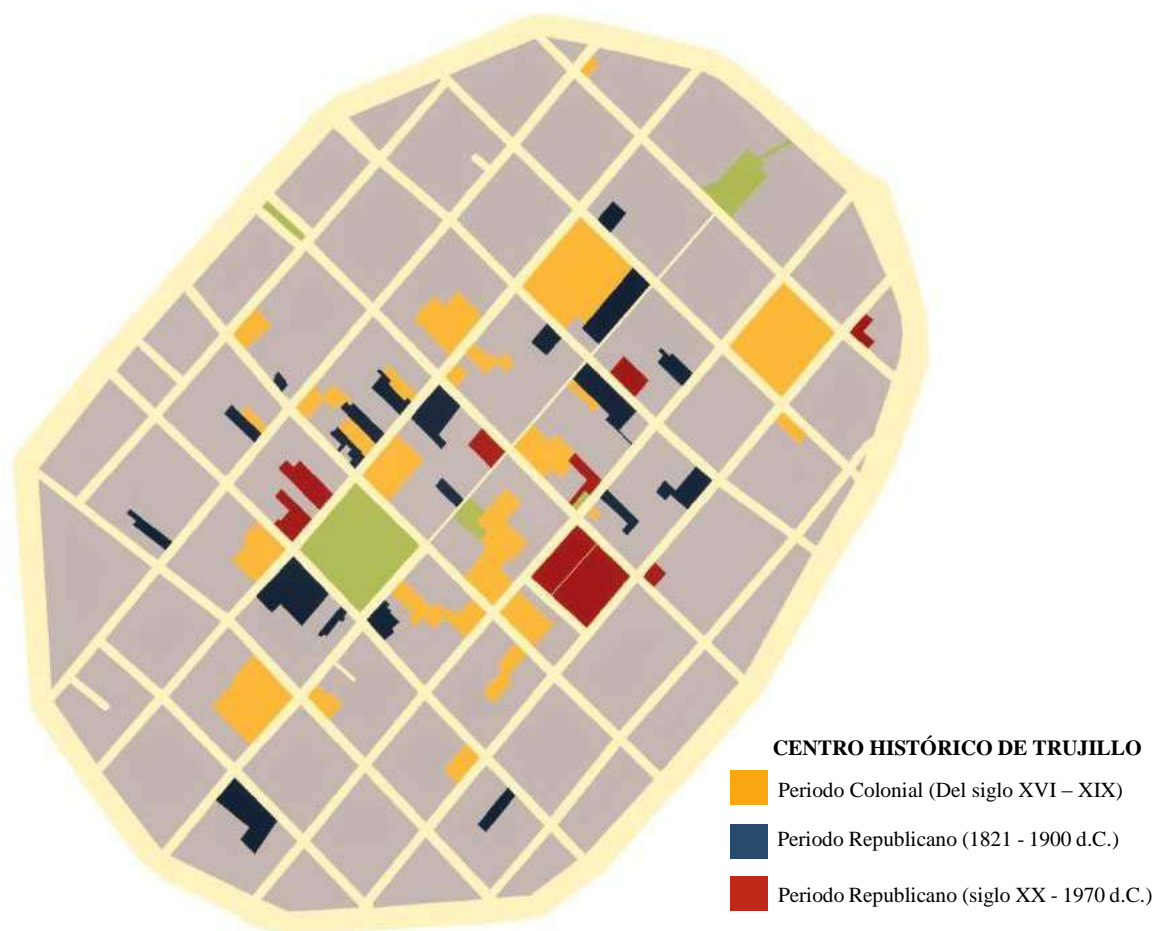 CENTRO HISTÓRICO DE TRUJILLO
Periodo Colonial (Del siglo XVI – XIX)
Periodo Republicano (1821 - 1900 d.C.)
Periodo Republicano (siglo XX - 1970 d.C.)